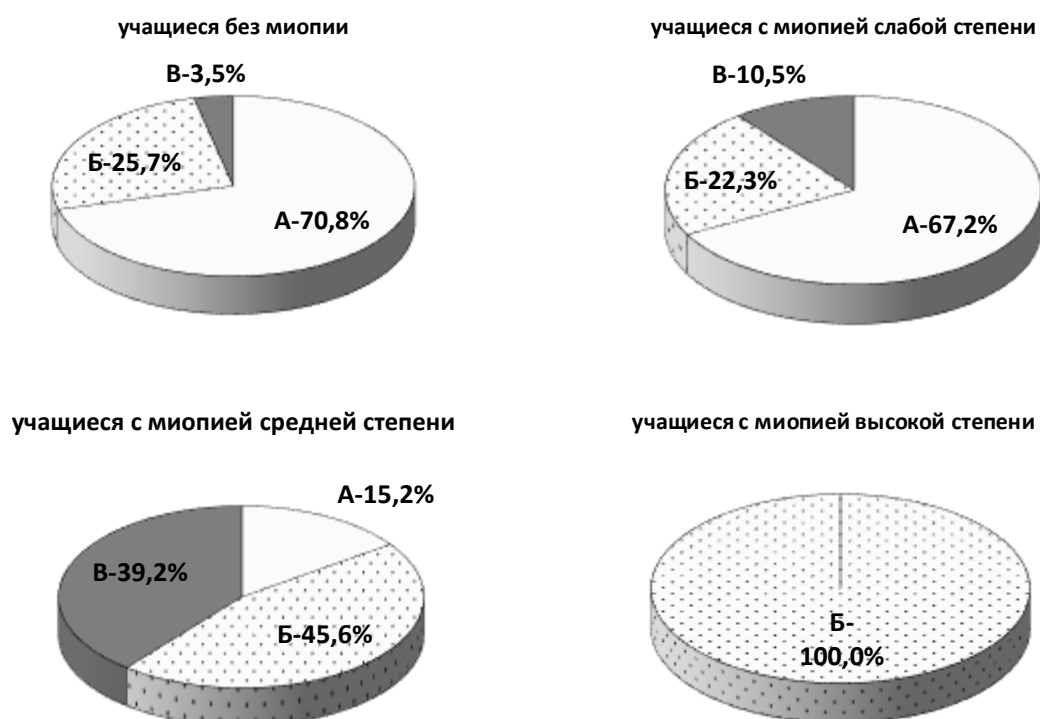 учащиеся без миопии
В-3,5%
Б-25,7%
А-70,8%
учащиеся с миопией слабой степени
В-10,5%
Б-22,3%
А-67,2%
учащиеся с миопией средней степени
А-15,2%
В-39,2%
Б-45,6%
учащиеся с миопией высокой степени
Б-
100,0%